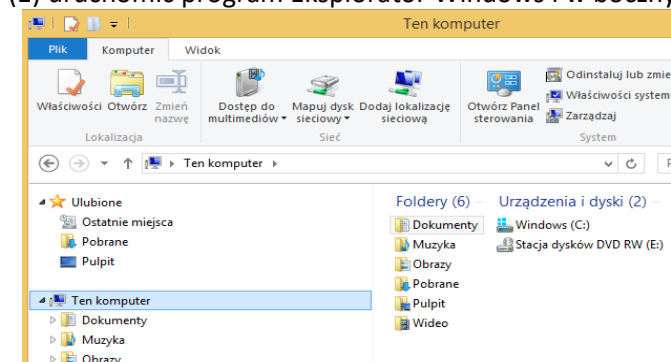 (2) uruchomić program Eksplorator Windows i w boczny
Ten komputer
Plik Komputer Widok
Właściwości Otwórz Zmień nazwę
Dostęp do multimediów Mapuj dysk sieciowy Dodaj lokalizację sieciową
Otwórz Panel sterowania
Odinstaluj lub zmie
Właściwości system
Zarządzaj
Lokalizacja Sieć System
Ten komputer
Ulubione
Ostatnie miejsca
Pobrane
Pulpit
Ten komputer
Dokumenty
Muzyka
Obrazy
Foldery (6)
Dokumenty
Muzyka
Obrazy
Pobrane
Pulpit
Wideo
Urządzenia i dyski (2)
Windows (C:)
Stacja dysków DVD RW (E:)